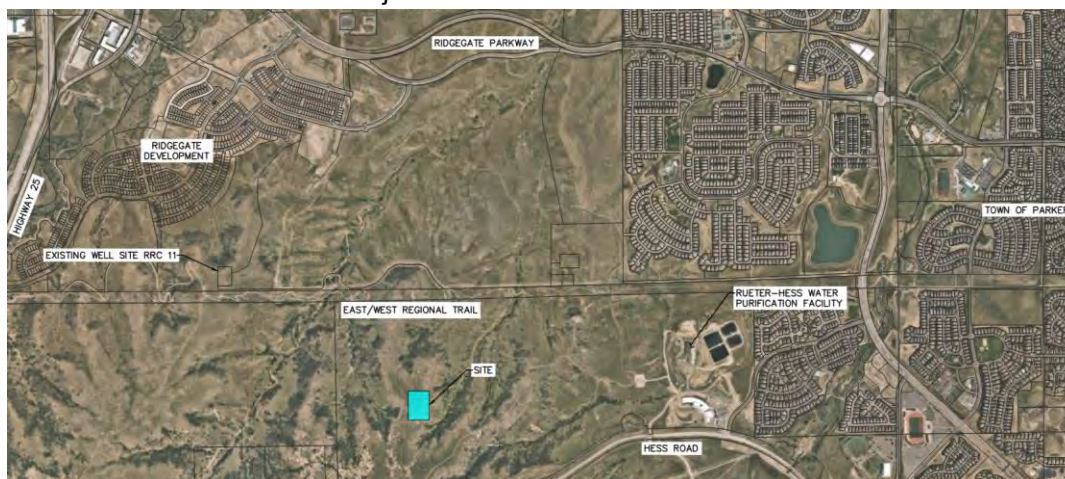 j
RIDGEGATE PARKWAY
RIDGEGATE
DEVELOPMENT
HIGHWAY 25
TOWN OF PARKER
EXISTING WELL SITE RRC 11
EAST/WEST REGIONAL TRAIL
RUETER-HESS WATER
PURIFICATION FACILITY
SITE
HESS ROAD